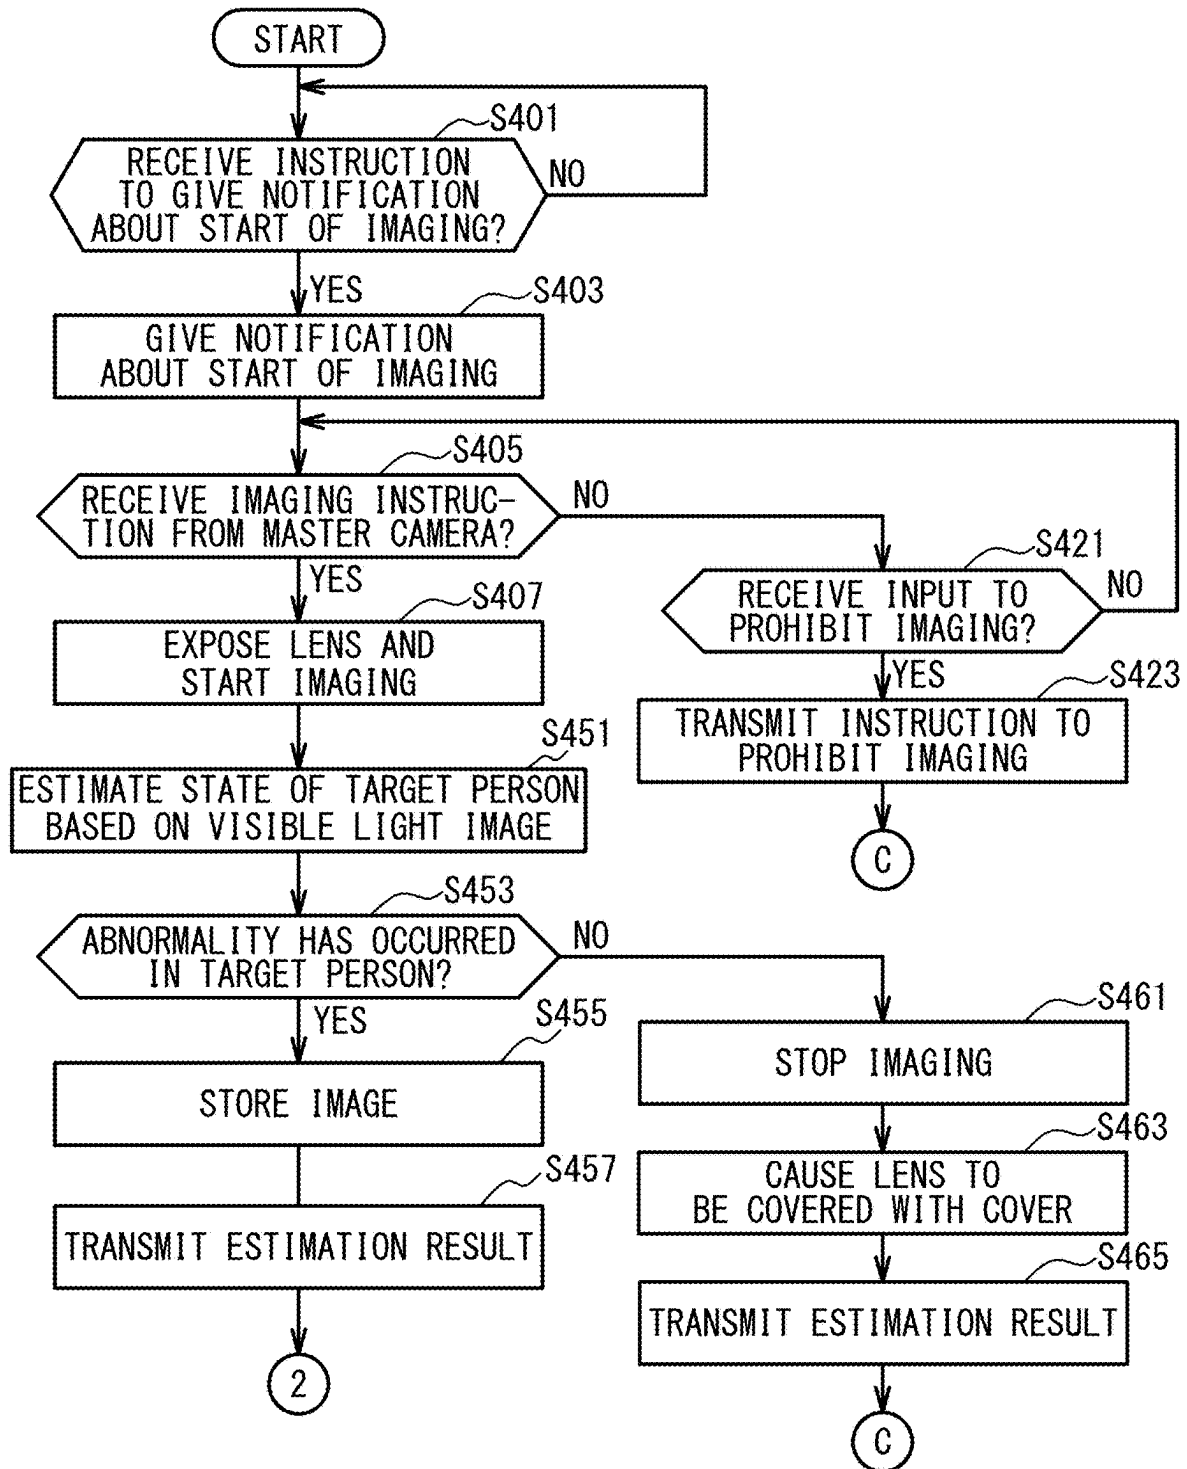 START
S401
RECEIVE INSTRUCTION
TO GIVE NOTIFICATION
ABOUT START OF IMAGING?
NO
YES
S403
GIVE NOTIFICATION
ABOUT START OF IMAGING
S405
RECEIVE IMAGING INSTRUC-
TION FROM MASTER CAMERA?
NO
YES
S421
RECEIVE INPUT TO
PROHIBIT IMAGING?
NO
YES
S407
EXPOSE LENS AND
START IMAGING
S423
TRANSMIT INSTRUCTION TO
PROHIBIT IMAGING
C
S451
ESTIMATE STATE OF TARGET PERSON
BASED ON VISIBLE LIGHT IMAGE
S453
ABNORMALITY HAS OCCURRED
IN TARGET PERSON?
NO
YES
S455
STORE IMAGE
S457
TRANSMIT ESTIMATION RESULT
2
S461
STOP IMAGING
S463
CAUSE LENS TO
BE COVERED WITH COVER
S465
TRANSMIT ESTIMATION RESULT
C